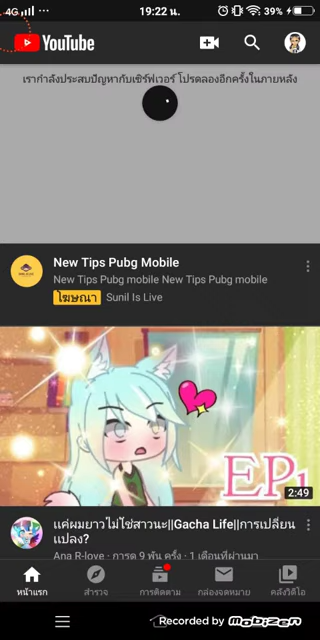 4G
19:22 น.
39%
YouTube
เรากำลังประสบปัญหากับเซิร์ฟเวอร์ โปรดลองอีกครั้งในภายหลัง
New Tips Pubg Mobile
New Tips Pubg mobile New Tips Pubg mobile
โฆษณา Sunil Is Live
EP1
2:49
แค่ผมยาวไม่ใช่สาวนะ||Gacha Life||การเปลี่ยน
แปลง?
Ana R-love · การดู 9 พัน ครั้ง · 1 เดือนที่ผ่านมา
หน้าแรก
สำรวจ
การติดตาม
กล่องจดหมาย
คลังวิดีโอ
Recorded by Mobizen